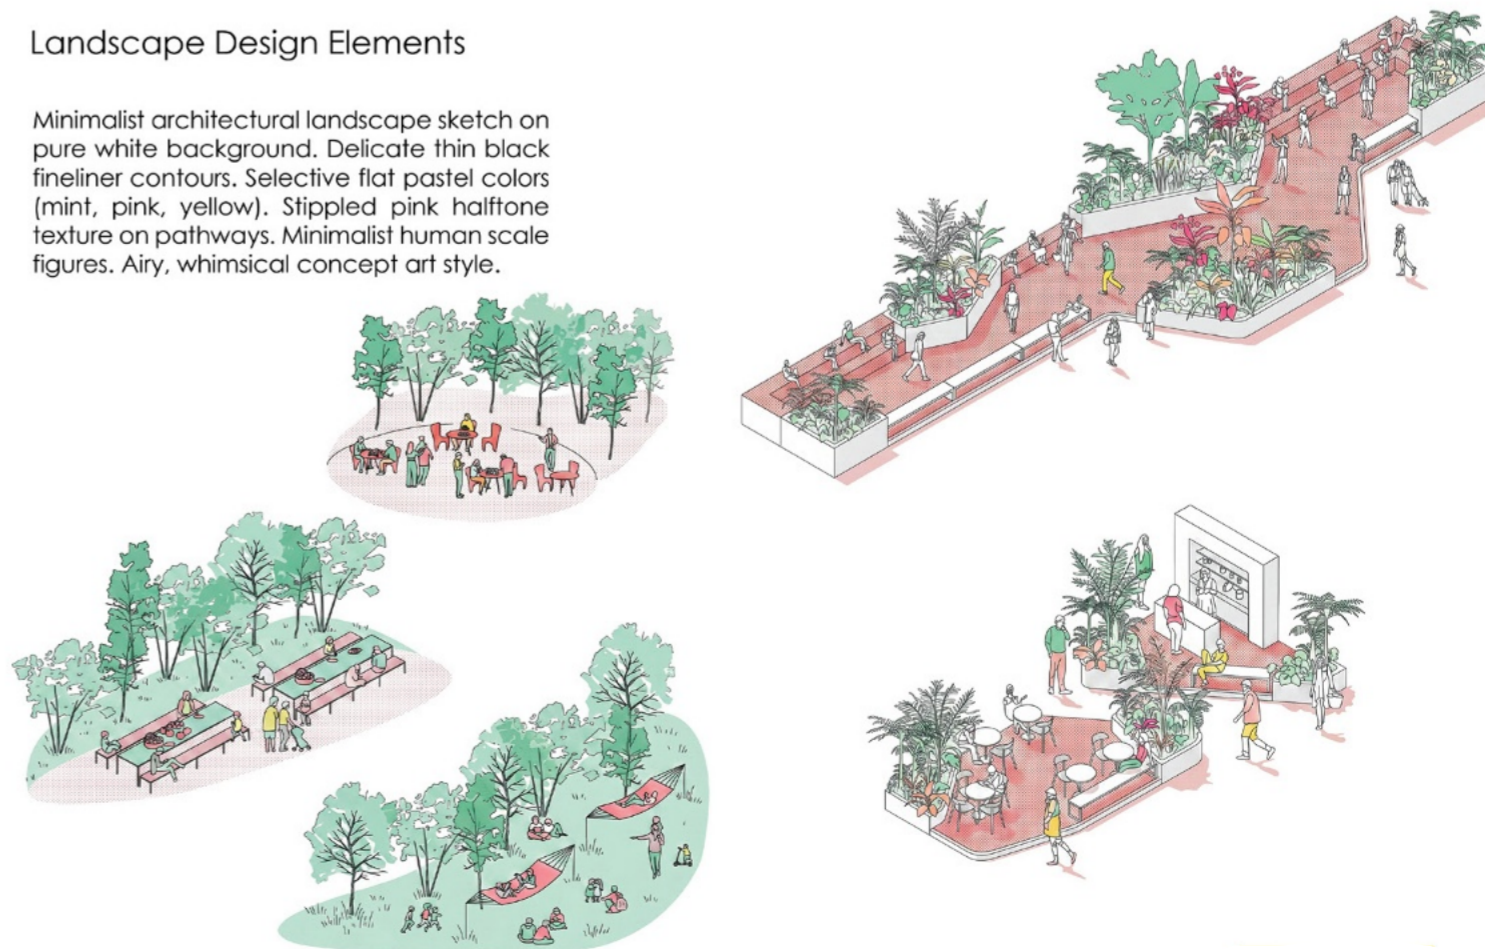 Landscape Design Elements
Minimalist architectural landscape sketch on
pure white background. Delicate thin black
fineliner contours. Selective flat pastel colors
(mint, pink, yellow). Stippled pink halftone
texture on pathways. Minimalist human scale
figures. Airy, whimsical concept art style.